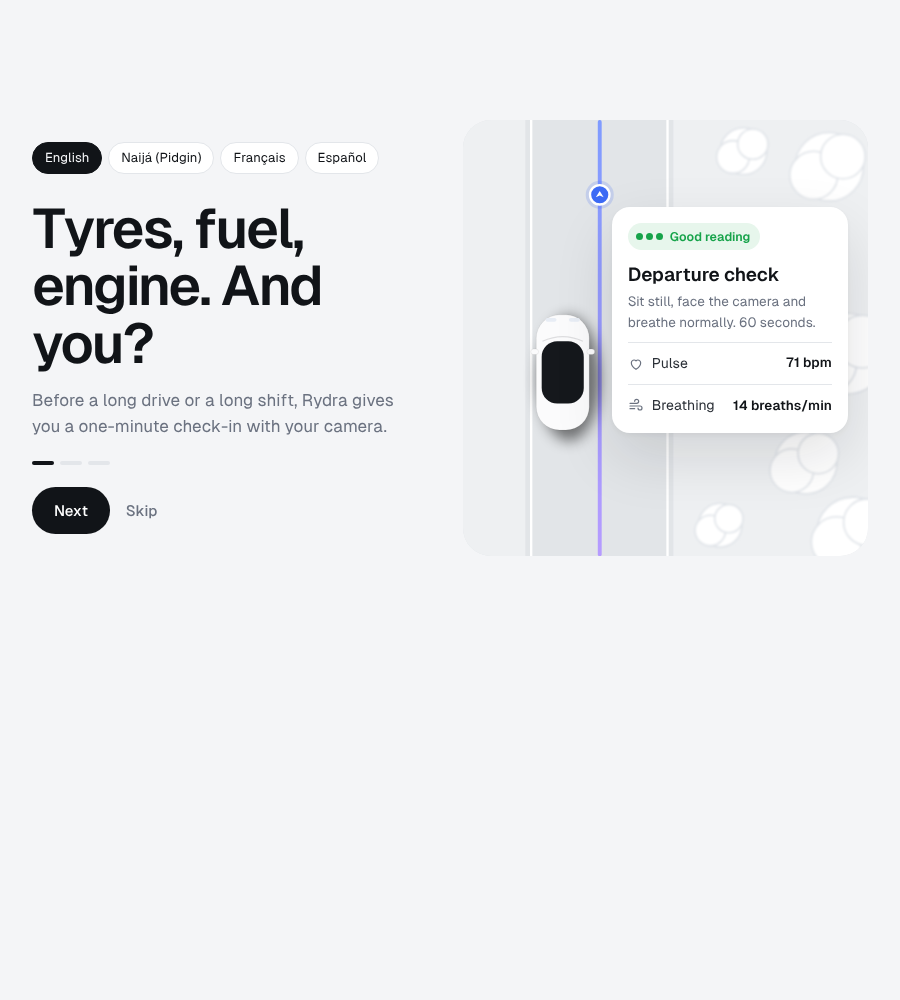 English
Naijá (Pidgin)
Français
Español
Tyres, fuel,
engine. And
you?
Before a long drive or a long shift, Rydra gives
you a one-minute check-in with your camera.
Next
Skip
Good reading
Departure check
Sit still, face the camera and
breathe normally. 60 seconds.
Pulse 71 bpm
Breathing 14 breaths/min